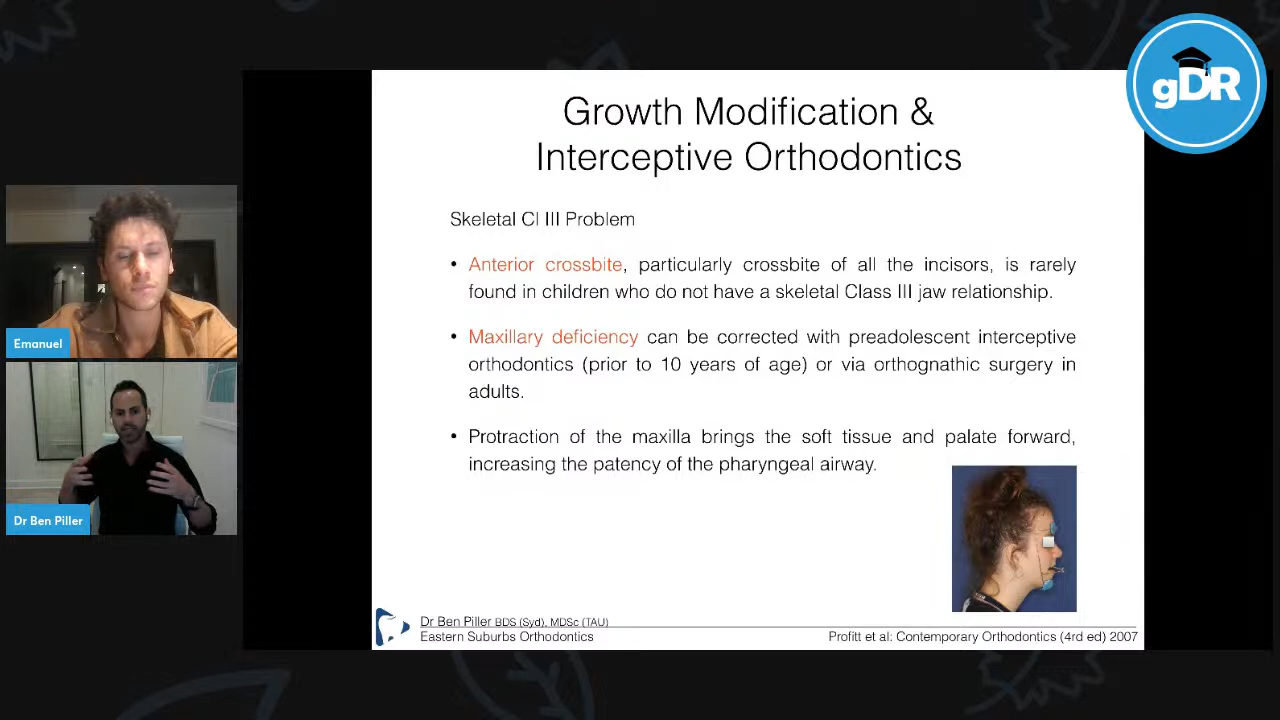 gDR
Growth Modification &
Interceptive Orthodontics
Skeletal Cl III Problem
• Anterior crossbite, particularly crossbite of all the incisors, is rarely
found in children who do not have a skeletal Class III jaw relationship.
• Maxillary deficiency can be corrected with preadolescent interceptive
orthodontics (prior to 10 years of age) or via orthognathic surgery in
adults.
• Protraction of the maxilla brings the soft tissue and palate forward,
increasing the patency of the pharyngeal airway.
Emanuel
Dr Ben Piller
Dr Ben Piller BDS (Syd), MDSc (TAU)
Eastern Suburbs Orthodontics
Profitt et al: Contemporary Orthodontics (4rd ed) 2007